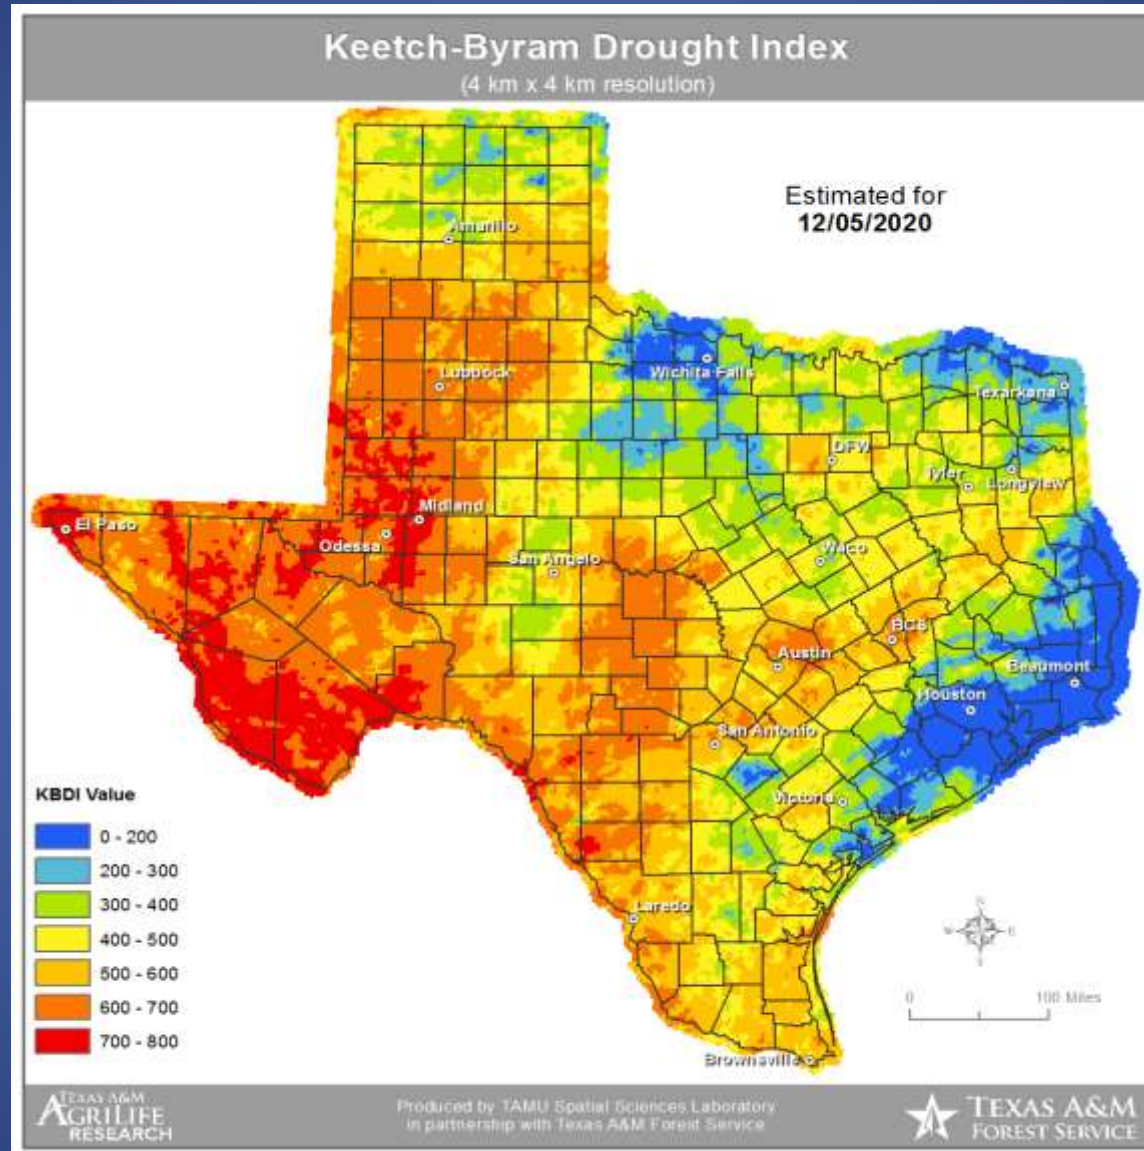 Keetch-Byram Drought Index
(4 km x 4 km resolution)
Estimated for
12/05/2020
Amarillo
Lubbock
Wichita Falls
Texarkana
DFW
Tyler
Longview
El Paso
Midland
Odessa
San Angelo
Waco
BCS
Austin
Beaumont
Houston
San Antonio
Victoria
Laredo
Brownsville
KBDI Value
0 - 200
200 - 300
300 - 400
400 - 500
500 - 600
600 - 700
700 - 800
N
W E
S
0 100 Miles
TEXAS A&M
AGRILIFE
RESEARCH
Produced by TAMU Spatial Sciences Laboratory
in partnership with Texas A&M Forest Service
TEXAS A&M
FOREST SERVICE